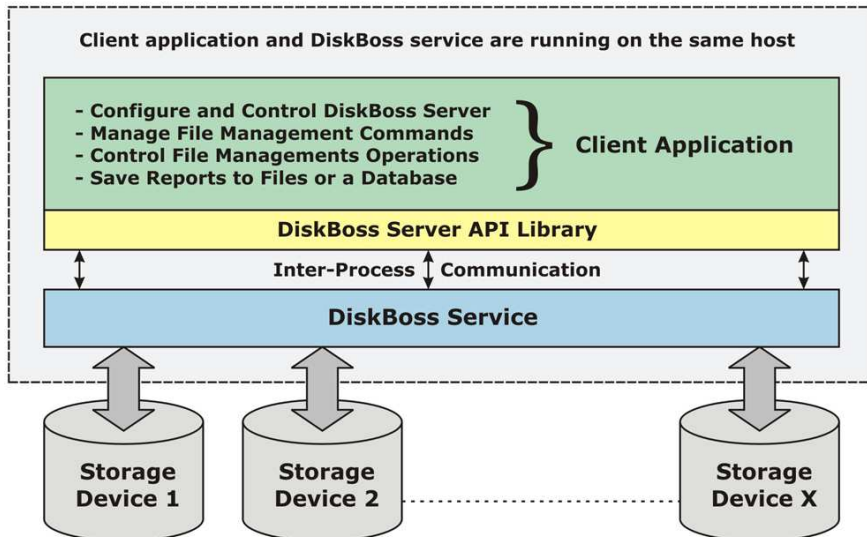 Client application and DiskBoss service are running on the same host
- Configure and Control DiskBoss Server
- Manage File Management Commands
- Control File Managements Operations
- Save Reports to Files or a Database
Client Application
DiskBoss Server API Library
Inter-Process Communication
DiskBoss Service
Storage
Device 1
Storage
Device 2
Storage
Device X